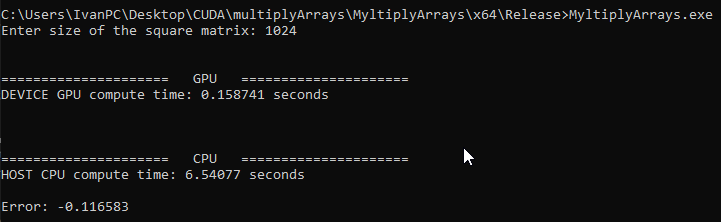 C:\Users\IvanPC\Desktop\CUDA\multiplyArrays\MyltiplyArrays\x64\Release>MyltiplyArrays.exe
Enter size of the square matrix: 1024
===================== GPU =====================
DEVICE GPU compute time: 0.158741 seconds
===================== CPU =====================
HOST CPU compute time: 6.54077 seconds
Error: -0.116583